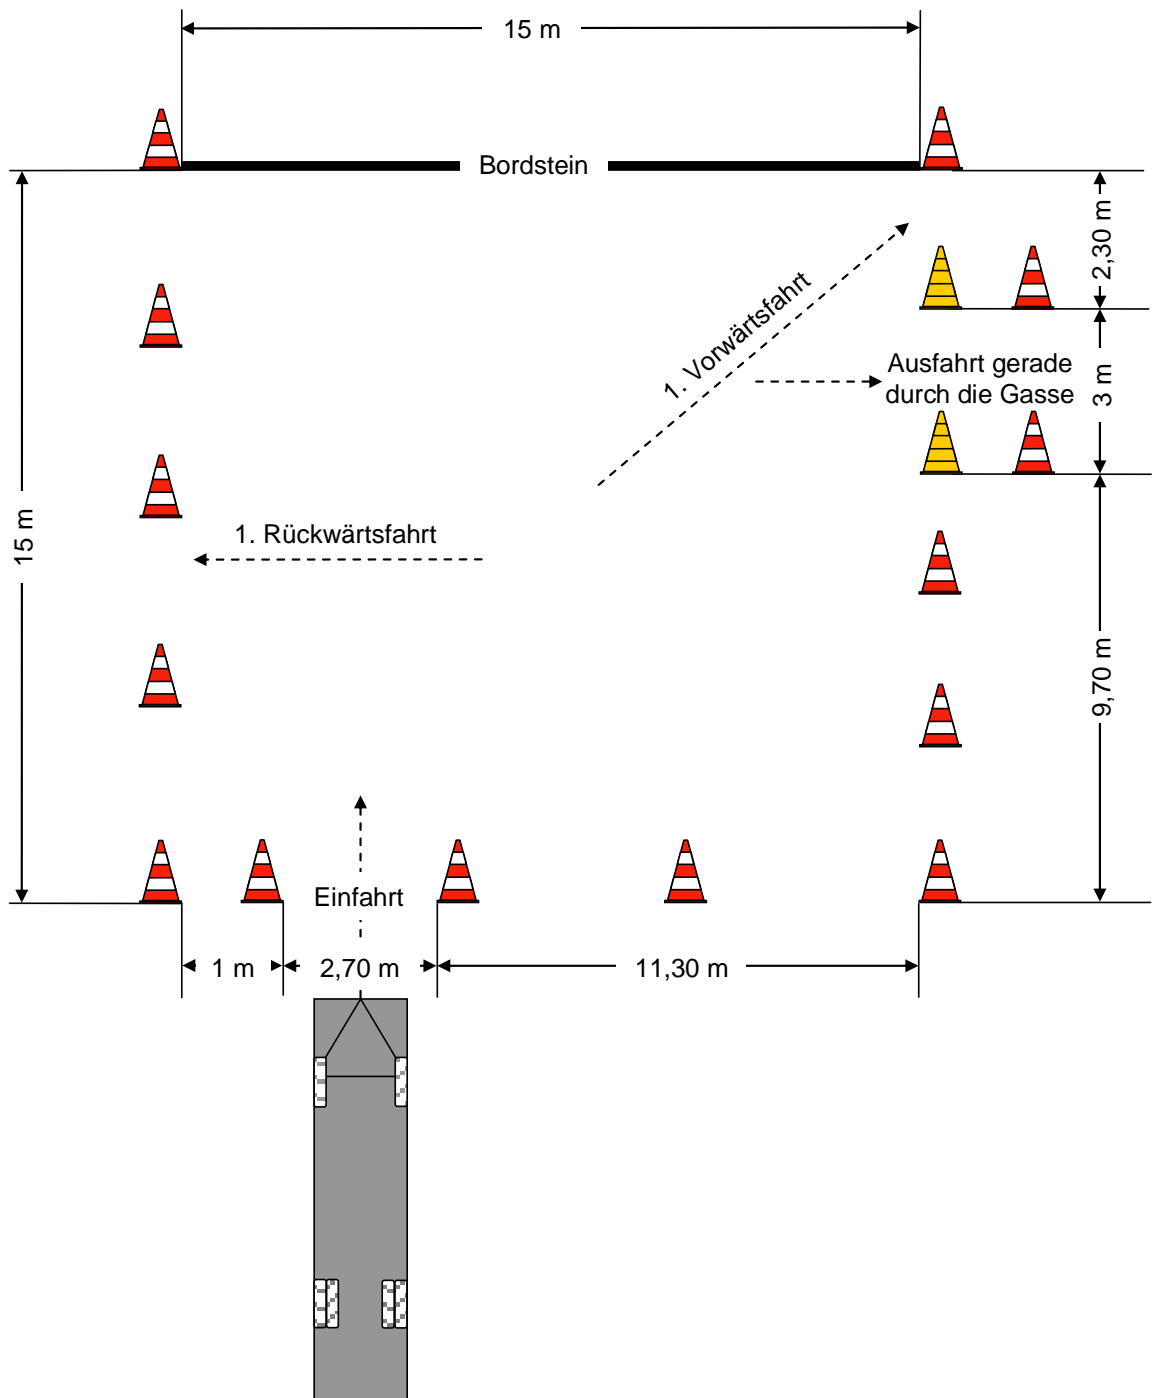 15 m
Bordstein
2,30 m
1. Vorwärtsfahrt
Ausfahrt gerade
durch die Gasse
3 m
15 m
1. Rückwärtsfahrt
9,70 m
Einfahrt
1 m
2,70 m
11,30 m